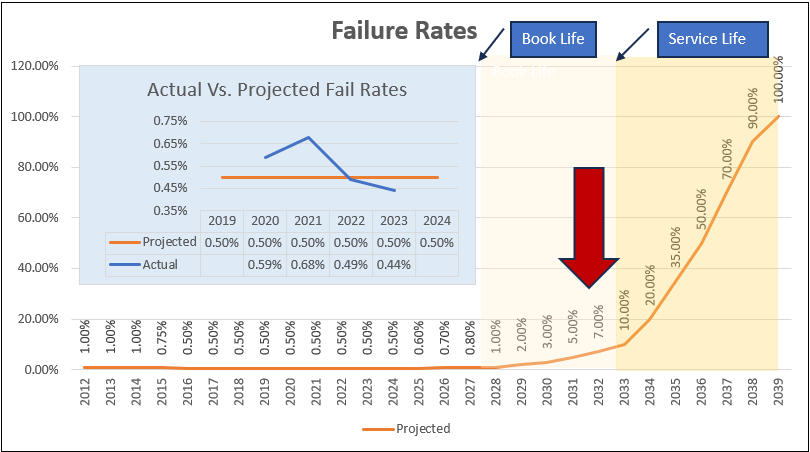 Failure Rates
Book Life
Service Life
Book Life
120.00%
100.00%
80.00%
60.00%
40.00%
20.00%
0.00%
Actual Vs. Projected Fail Rates
0.75%
0.65%
0.55%
0.45%
0.35%
2019 2020 2021 2022 2023 2024
Projected 0.50% 0.50% 0.50% 0.50% 0.50% 0.50%
Actual 0.59% 0.68% 0.49% 0.44%
1.00% 1.00% 1.00% 0.75% 0.50% 0.50% 0.50% 0.50% 0.50% 0.50% 0.50% 0.50% 0.50% 0.60% 0.70% 0.80% 1.00% 2.00% 3.00% 5.00% 7.00% 10.00% 20.00% 35.00% 50.00% 70.00% 90.00% 100.00%
2012 2013 2014 2015 2016 2017 2018 2019 2020 2021 2022 2023 2024 2025 2026 2027 2028 2029 2030 2031 2032 2033 2034 2035 2036 2037 2038 2039
Projected